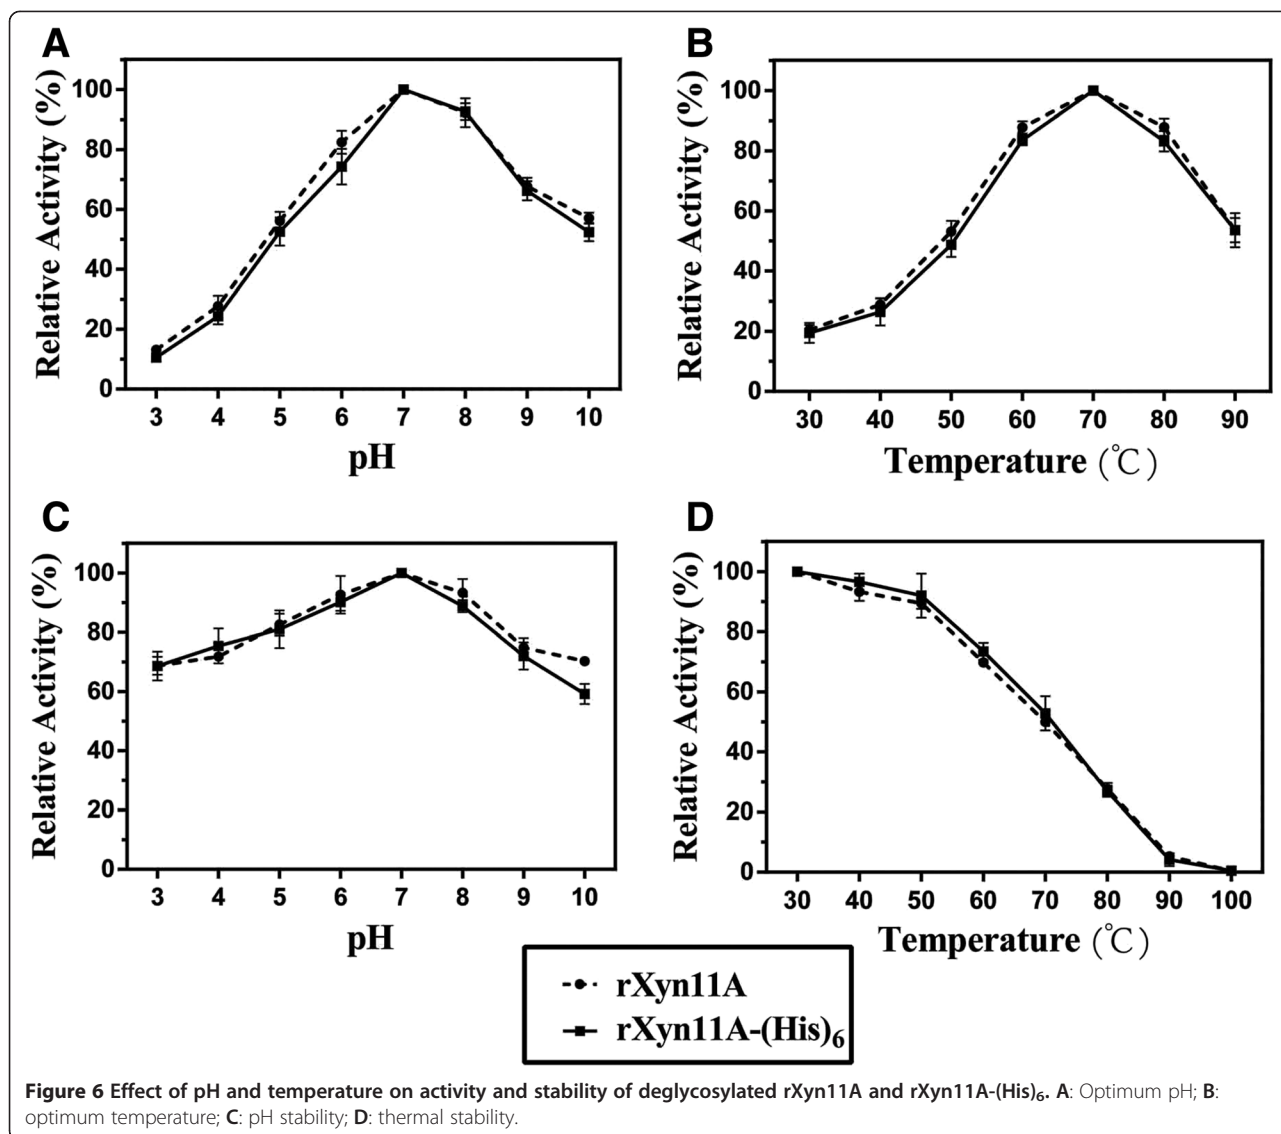 A
Relative Activity (%)
100
80
60
40
20
0
3 4 5 6 7 8 9 10
pH
B
Relative Activity (%)
100
80
60
40
20
0
30 40 50 60 70 80 90
Temperature (℃)
C
Relative Activity (%)
100
80
60
40
20
0
3 4 5 6 7 8 9 10
pH
D
Relative Activity (%)
100
80
60
40
20
0
30 40 50 60 70 80 90 100
Temperature (℃)
rXyn11A
rXyn11A-(His)₆
Figure 6 Effect of pH and temperature on activity and stability of deglycosylated rXyn11A and rXyn11A-(His)₆. A: Optimum pH; B:
optimum temperature; C: pH stability; D: thermal stability.